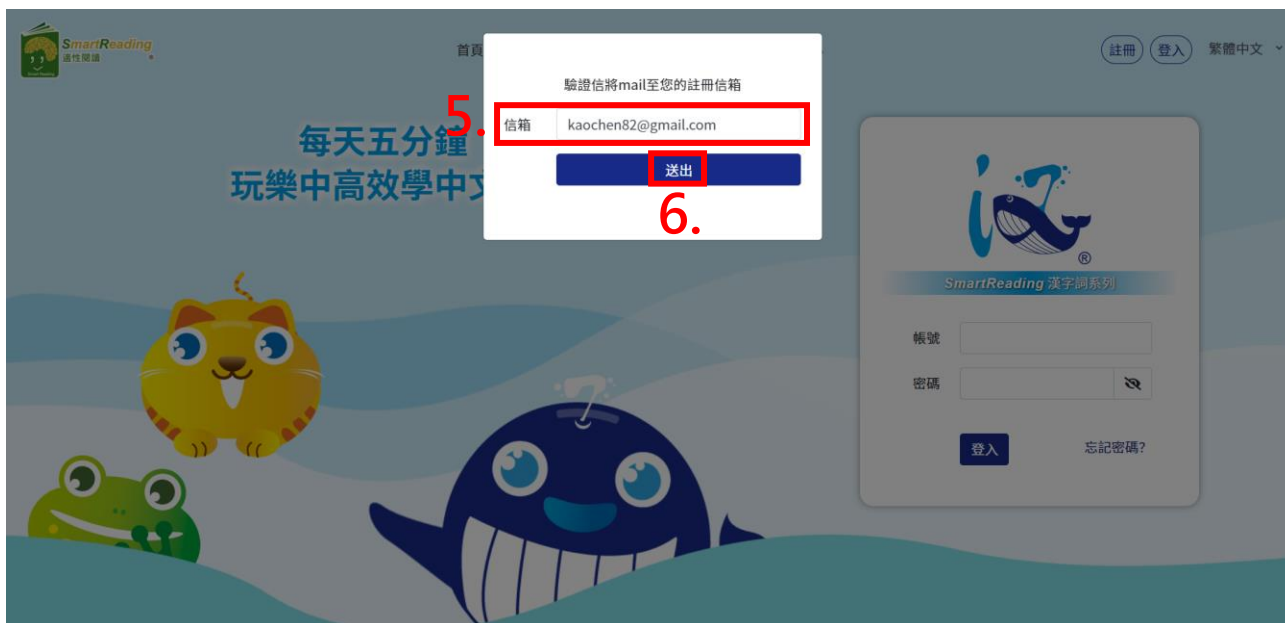 SmartReading
適性閱讀
首頁
註冊
登入
繁體中文
驗證信將mail至您的註冊信箱
5.
信箱 kaochen82@gmail.com
送出
6.
每天五分鐘
玩樂中高效學中文
®
SmartReading 漢字詞系列
帳號
密碼
登入
忘記密碼?